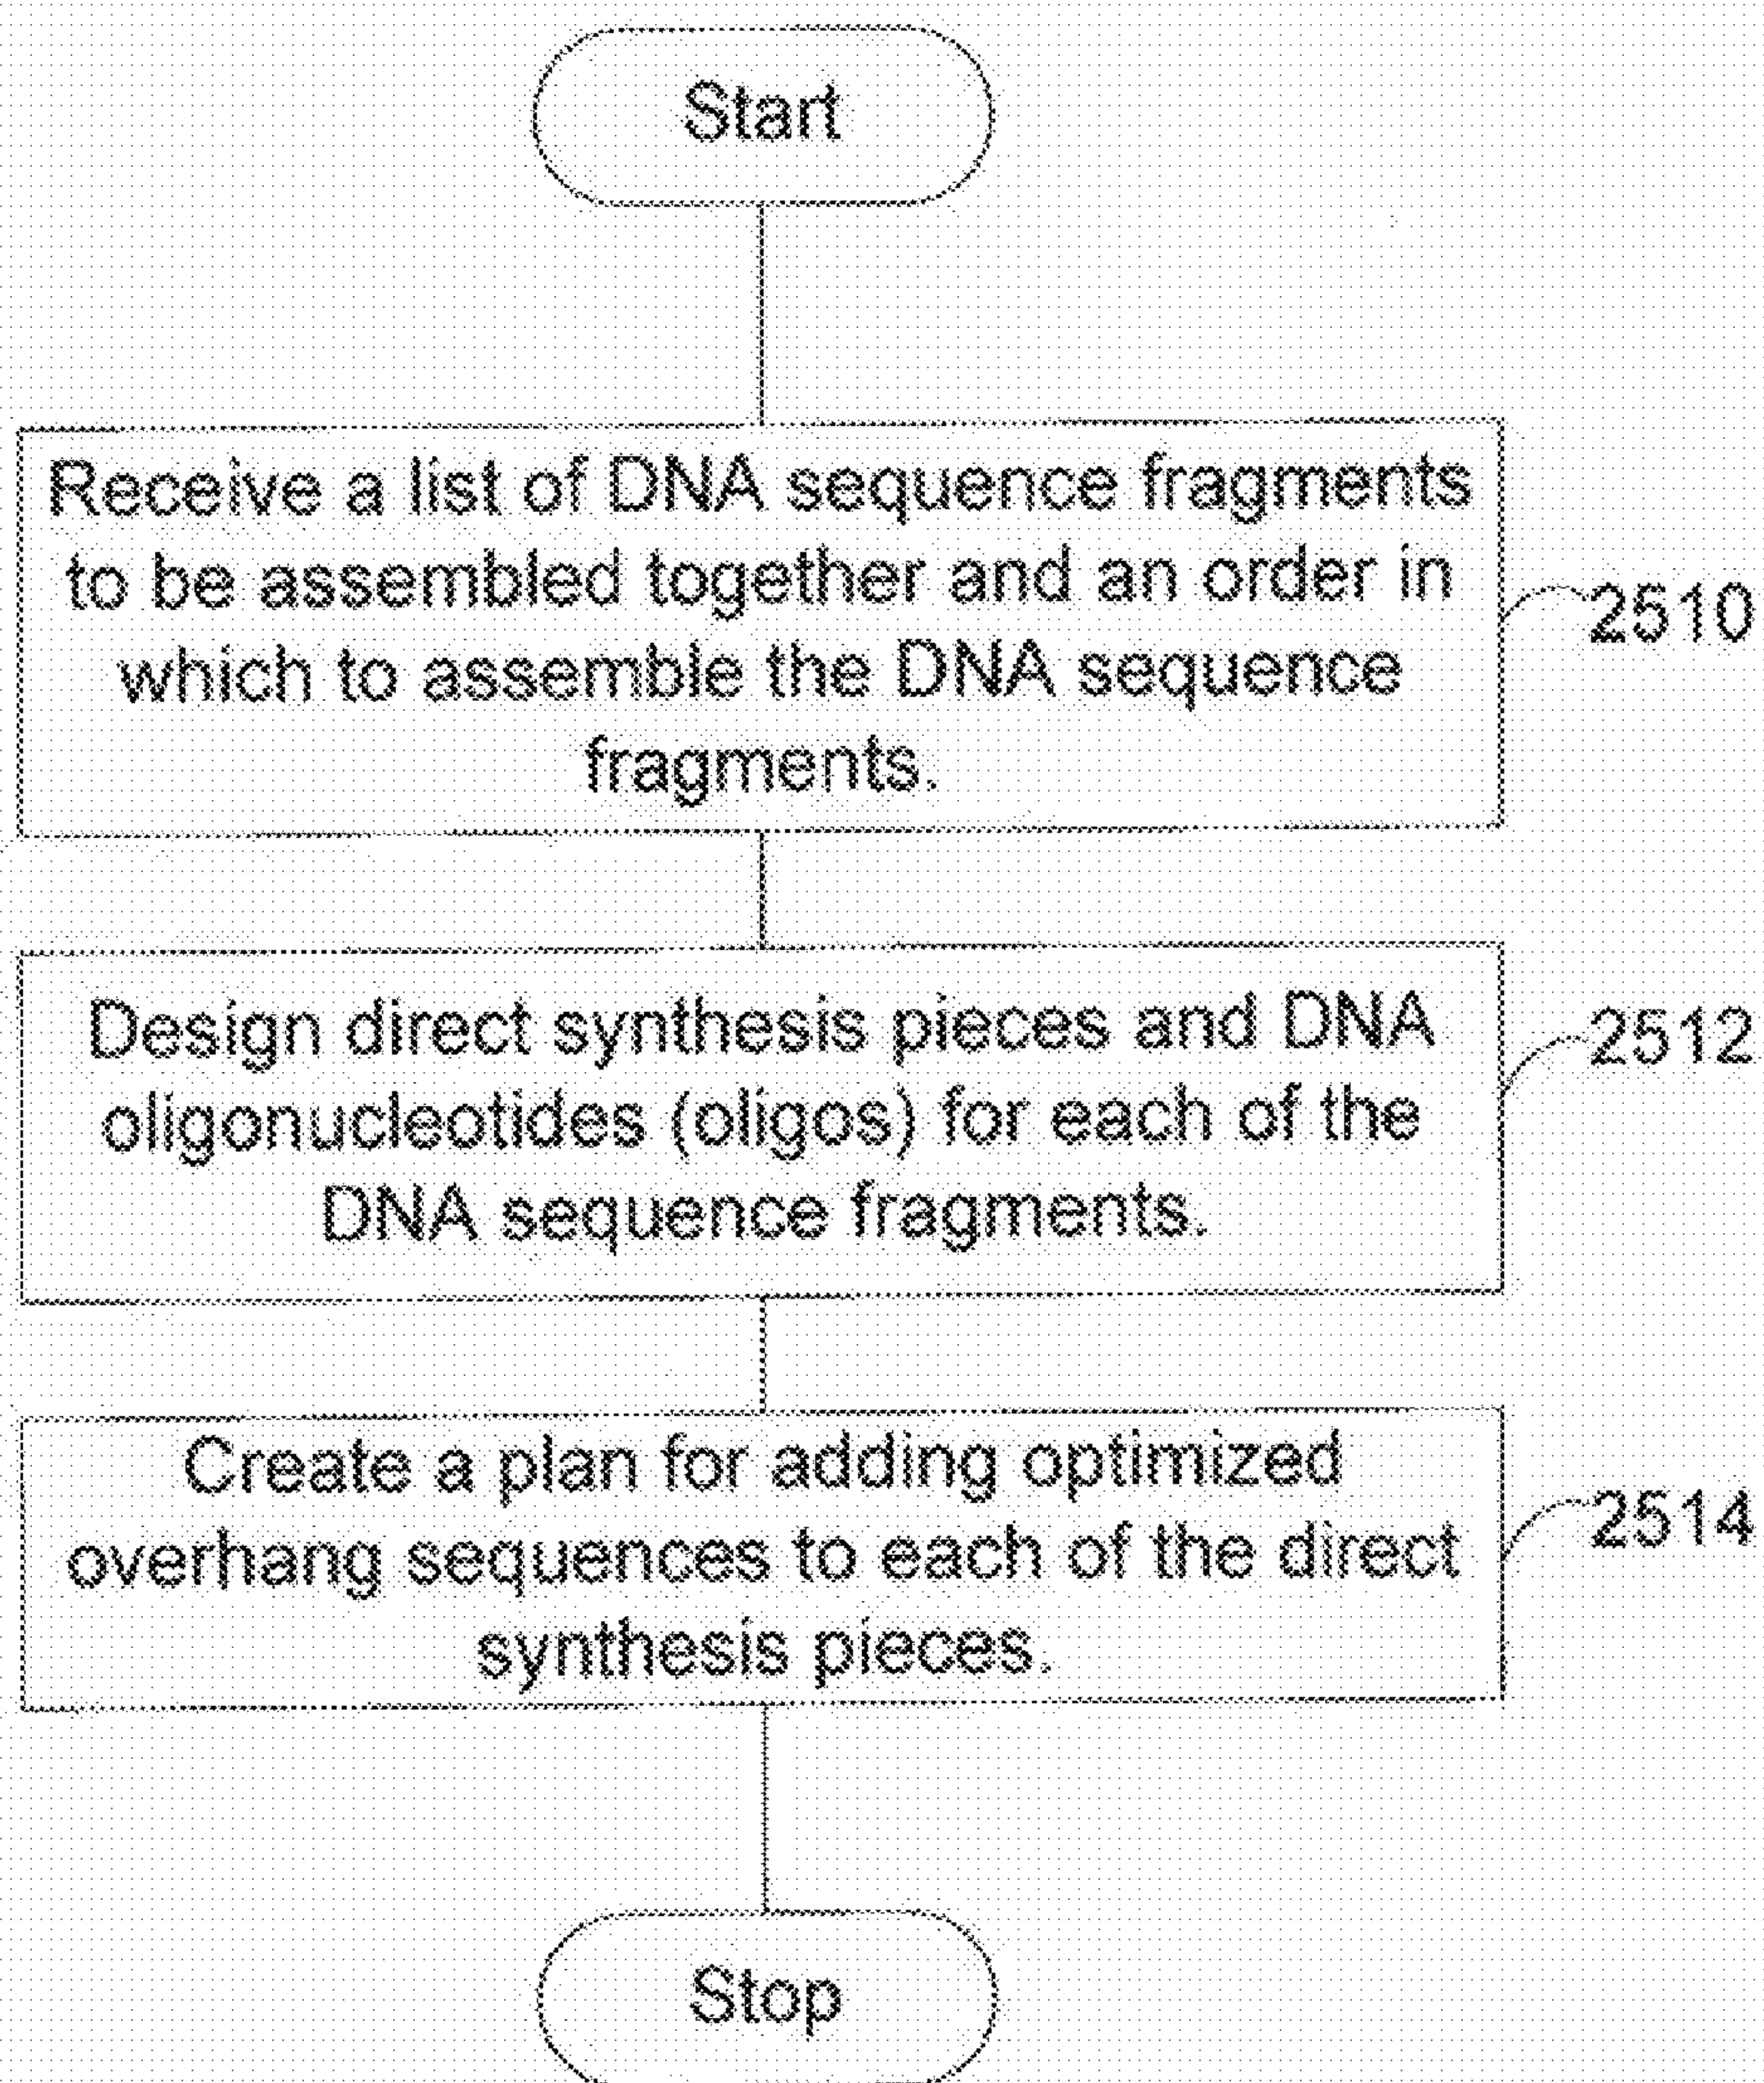 Start
Receive a list of DNA sequence fragments
to be assembled together and an order in
which to assemble the DNA sequence
fragments.
2510
Design direct synthesis pieces and DNA
oligonucleotides (oligos) for each of the
DNA sequence fragments.
2512
Create a plan for adding optimized
overhang sequences to each of the direct
synthesis pieces.
2514
Stop